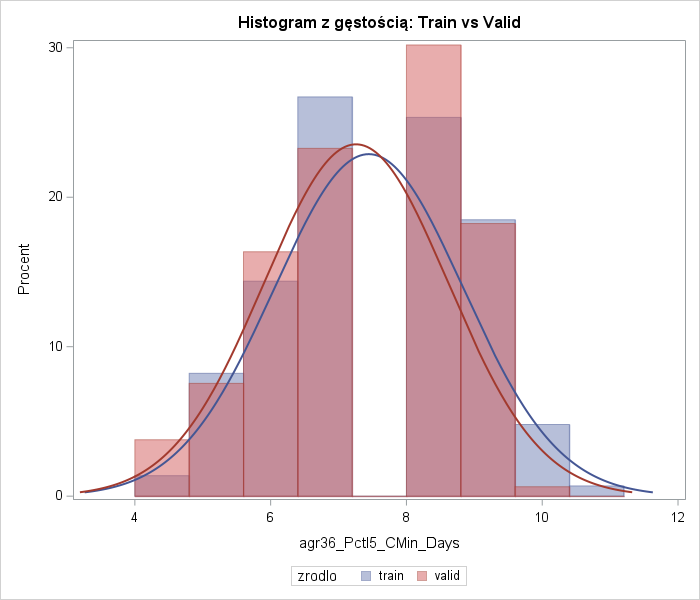 Histogram z gęstością: Train vs Valid
30
20
10
0
Procent
4 6 8 10 12
agr36_Pctl5_CMin_Days
zrodlo train valid